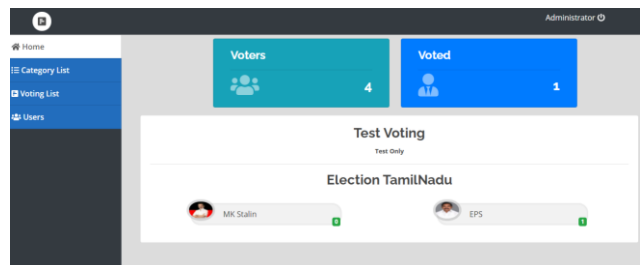 Administrator
Home
Category List
Voting List
Users
Voters
4
Voted
1
Test Voting
Test Only
Election TamilNadu
MK Stalin
0
EPS
1